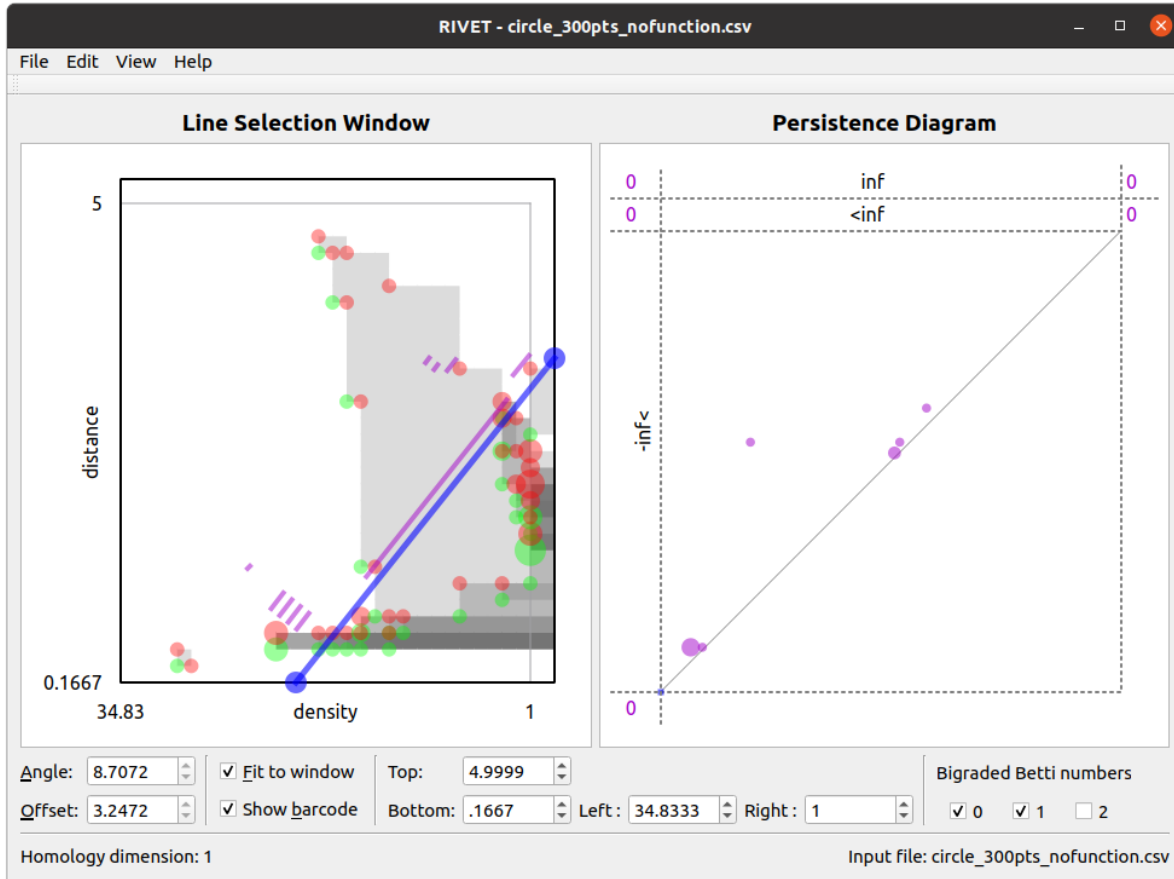 RIVET - circle_300pts_nofunction.csv
File Edit View Help
Line Selection Window
Persistence Diagram
5
distance
0.1667
34.83
density
1
0 inf 0
0 <inf 0
-inf<
0
Angle: 8.7072
Fit to window
Top: 4.9999
Bigraded Betti numbers
Offset: 3.2472
Show barcode
Bottom: .1667 Left : 34.8333 Right : 1
0 1 2
Homology dimension: 1
Input file: circle_300pts_nofunction.csv